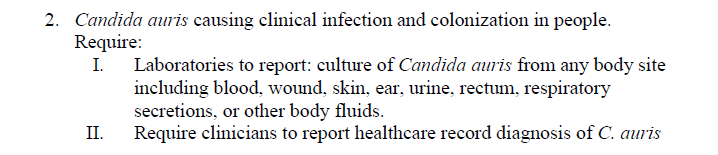 2. Candida auris causing clinical infection and colonization in people.
Require:
I. Laboratories to report: culture of Candida auris from any body site
including blood, wound, skin, ear, urine, rectum, respiratory
secretions, or other body fluids.
II. Require clinicians to report healthcare record diagnosis of C. auris